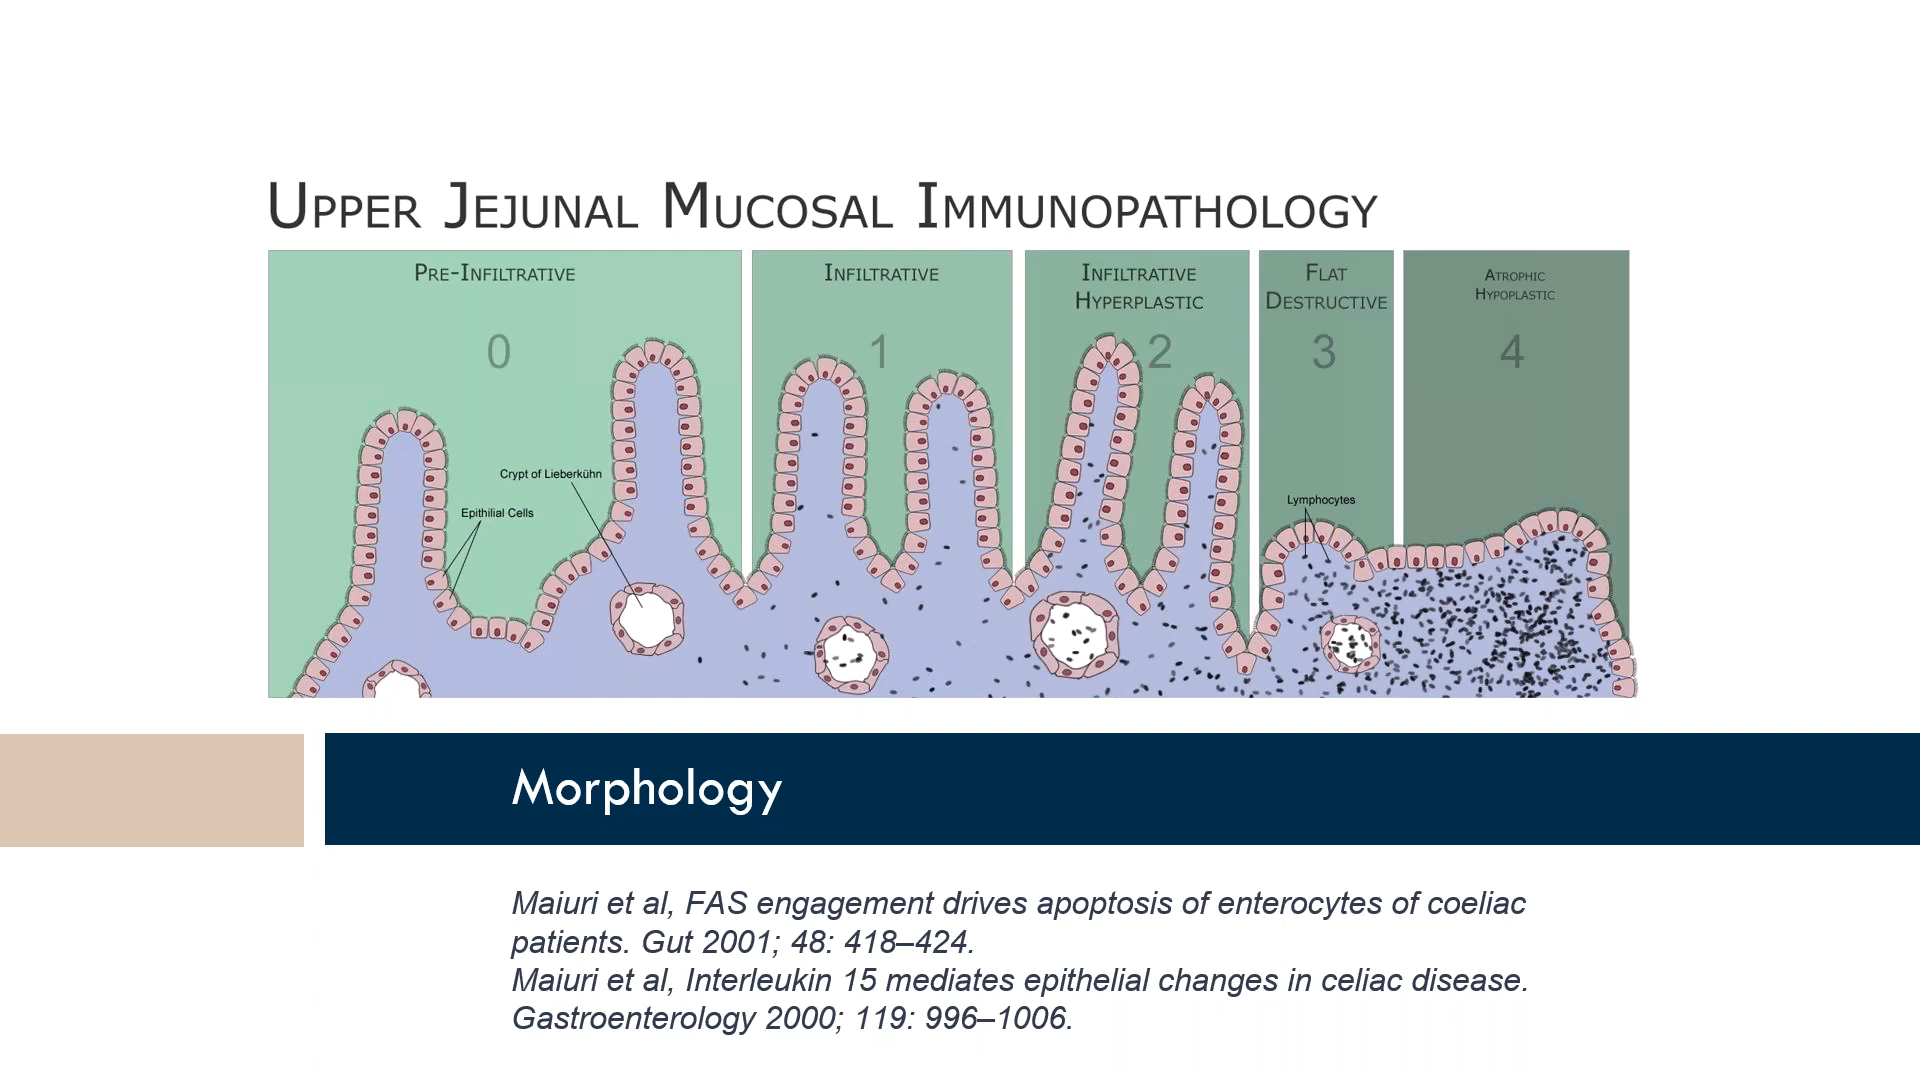 UPPER JEJUNAL MUCOSAL IMMUNOPATHOLOGY
PRE-INFILTRATIVE
0
INFILTRATIVE
1
INFILTRATIVE
HYPERPLASTIC
2
FLAT
DESTRUCTIVE
3
ATROPHIC
HYPOPLASTIC
4
Crypt of Lieberkühn
Epithilial Cells
Lymphocytes
Morphology
Maiuri et al, FAS engagement drives apoptosis of enterocytes of coeliac
patients. Gut 2001; 48: 418–424.
Maiuri et al, Interleukin 15 mediates epithelial changes in celiac disease.
Gastroenterology 2000; 119: 996–1006.